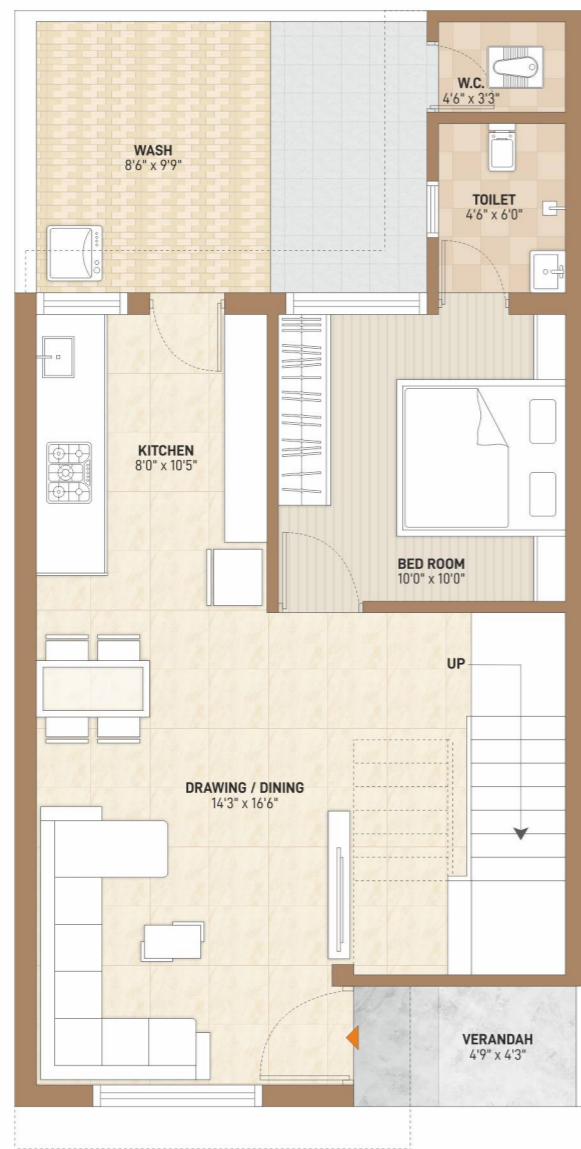 W.C.
4'6" x 3'3"
WASH
8'6" x 9'9"
TOILET
4'6" x 6'0"
KITCHEN
8'0" x 10'5"
BED ROOM
10'0" x 10'0"
UP
DRAWING / DINING
14'3" x 16'6"
VERANDAH
4'9" x 4'3"